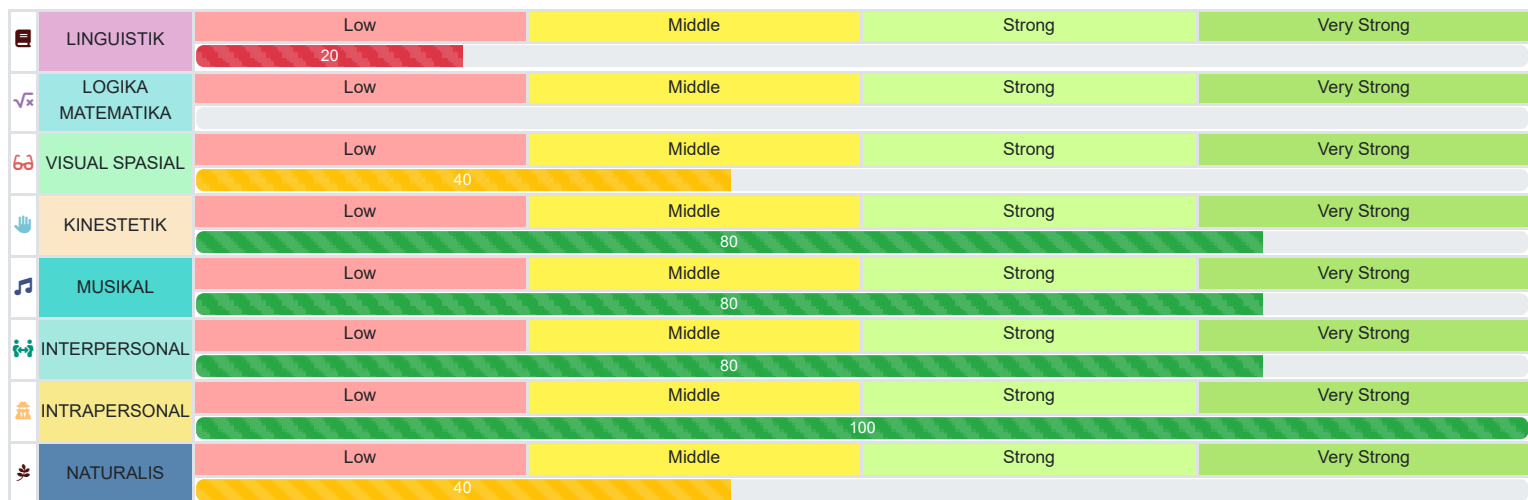 LINGUISTIK Low Middle Strong Very Strong
20
LOGIKA MATEMATIKA Low Middle Strong Very Strong
VISUAL SPASIAL Low Middle Strong Very Strong
40
KINESTETIK Low Middle Strong Very Strong
80
MUSIKAL Low Middle Strong Very Strong
80
INTERPERSONAL Low Middle Strong Very Strong
80
INTRAPERSONAL Low Middle Strong Very Strong
100
NATURALIS Low Middle Strong Very Strong
40